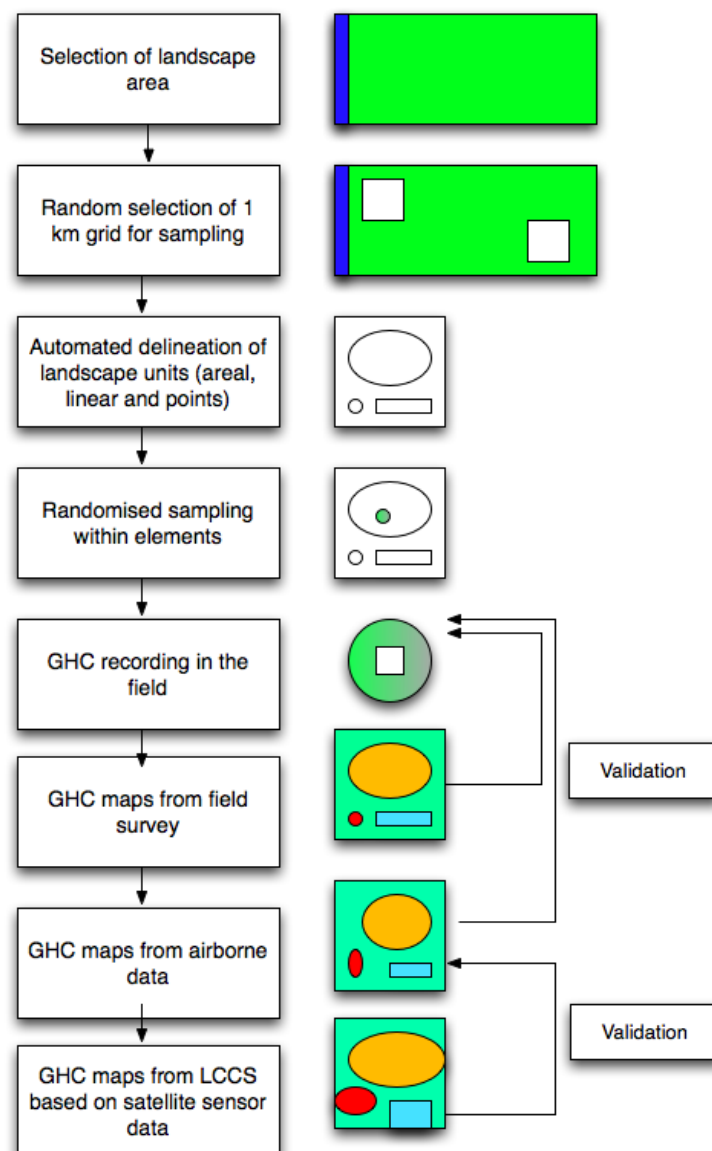 Selection of landscape
area
Random selection of 1
km grid for sampling
Automated delineation of
landscape units (areal,
linear and points)
Randomised sampling
within elements
GHC recording in the
field
GHC maps from field
survey
Validation
GHC maps from airborne
data
Validation
GHC maps from LCCS
based on satellite sensor
data